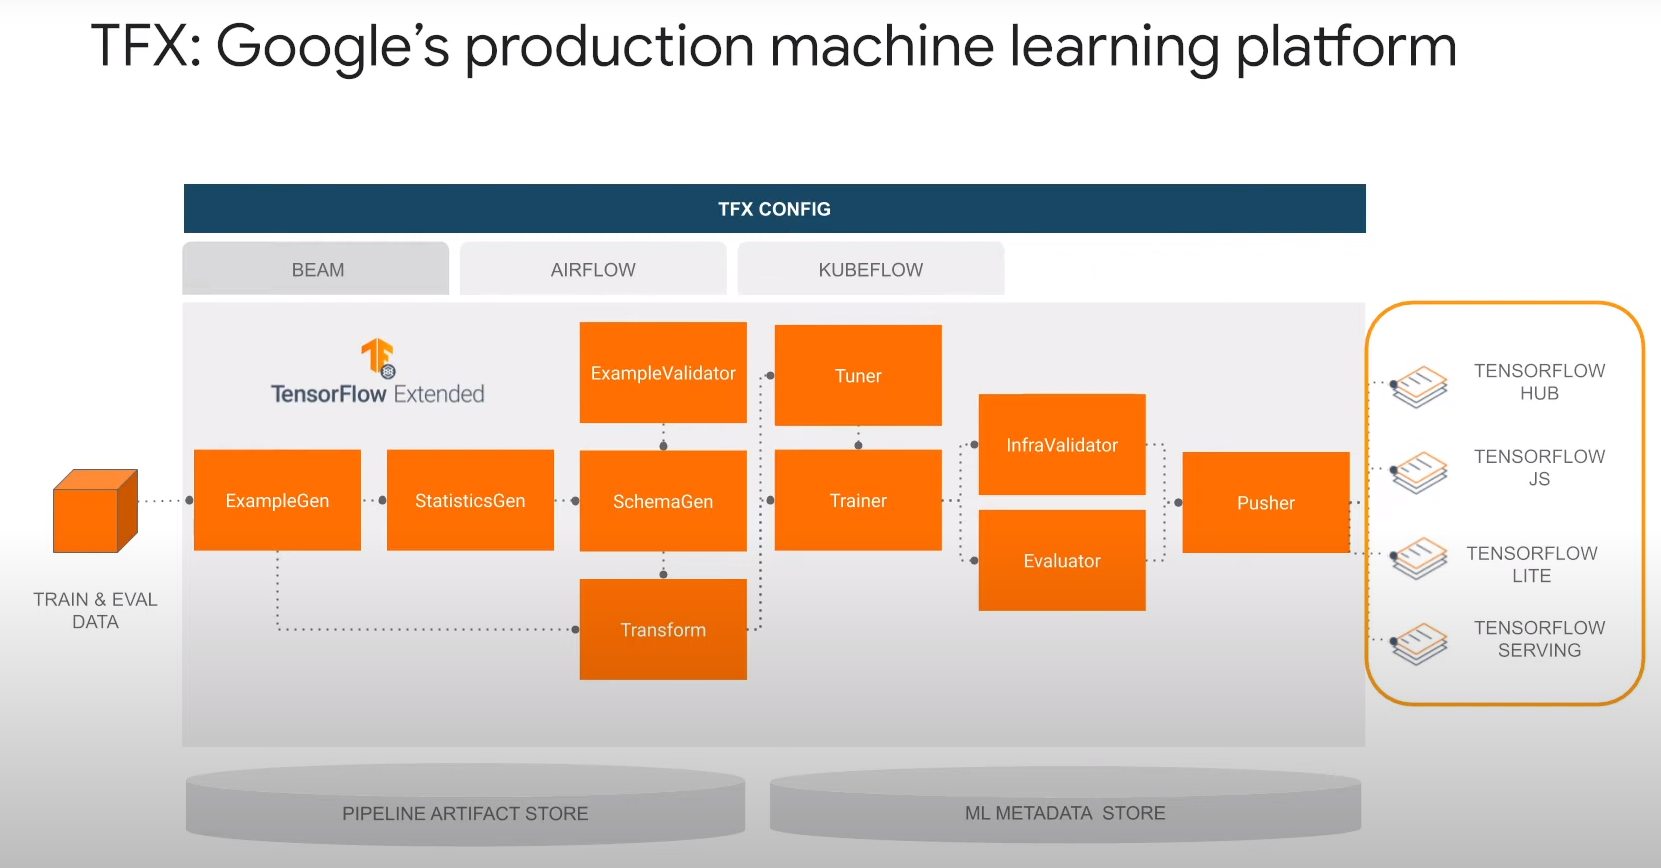 TFX: Google's production machine learning platform
TFX CONFIG
BEAM
AIRFLOW
KUBEFLOW
TensorFlow Extended
ExampleValidator
Tuner
InfraValidator
ExampleGen
StatisticsGen
SchemaGen
Trainer
Pusher
Evaluator
Transform
TRAIN & EVAL
DATA
TENSORFLOW
HUB
TENSORFLOW
JS
TENSORFLOW
LITE
TENSORFLOW
SERVING
PIPELINE ARTIFACT STORE
ML METADATA STORE